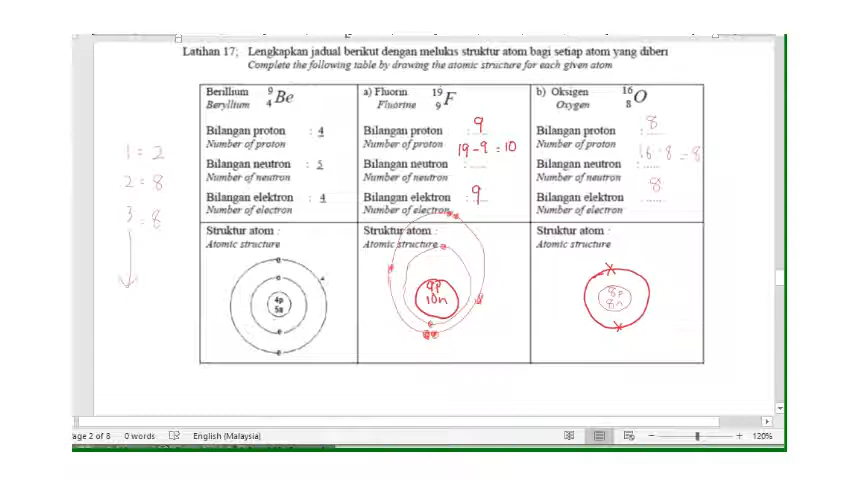 Latihan 17: Lengkapkan jadual berikut dengan melukis struktur atom bagi setiap atom yang diberi
Complete the following table by drawing the atomic structure for each given atom
Berillium 9 4 Be
Beryllium
Bilangan proton : 4
Number of proton
Bilangan neutron : 5
Number of neutron
Bilangan elektron : 4
Number of electron
Struktur atom :
Atomic structure
4p
5n
a) Fluorin 19 9 F
Fluorine
Bilangan proton : 9
Number of proton
19 - 9 = 10
Bilangan neutron : .....
Number of neutron
Bilangan elektron : 9
Number of electron
Struktur atom :
Atomic structure
9p
10n
b) Oksigen 16 8 O
Oxygen
Bilangan proton : 8
Number of proton
16 - 8 = 8
Bilangan neutron : .....
Number of neutron
Bilangan elektron : 8
Number of electron
Struktur atom :
Atomic structure
8p
8n
1 = 2
2 = 8
3 = 8
age 2 of 8 0 words English (Malaysia) 120%